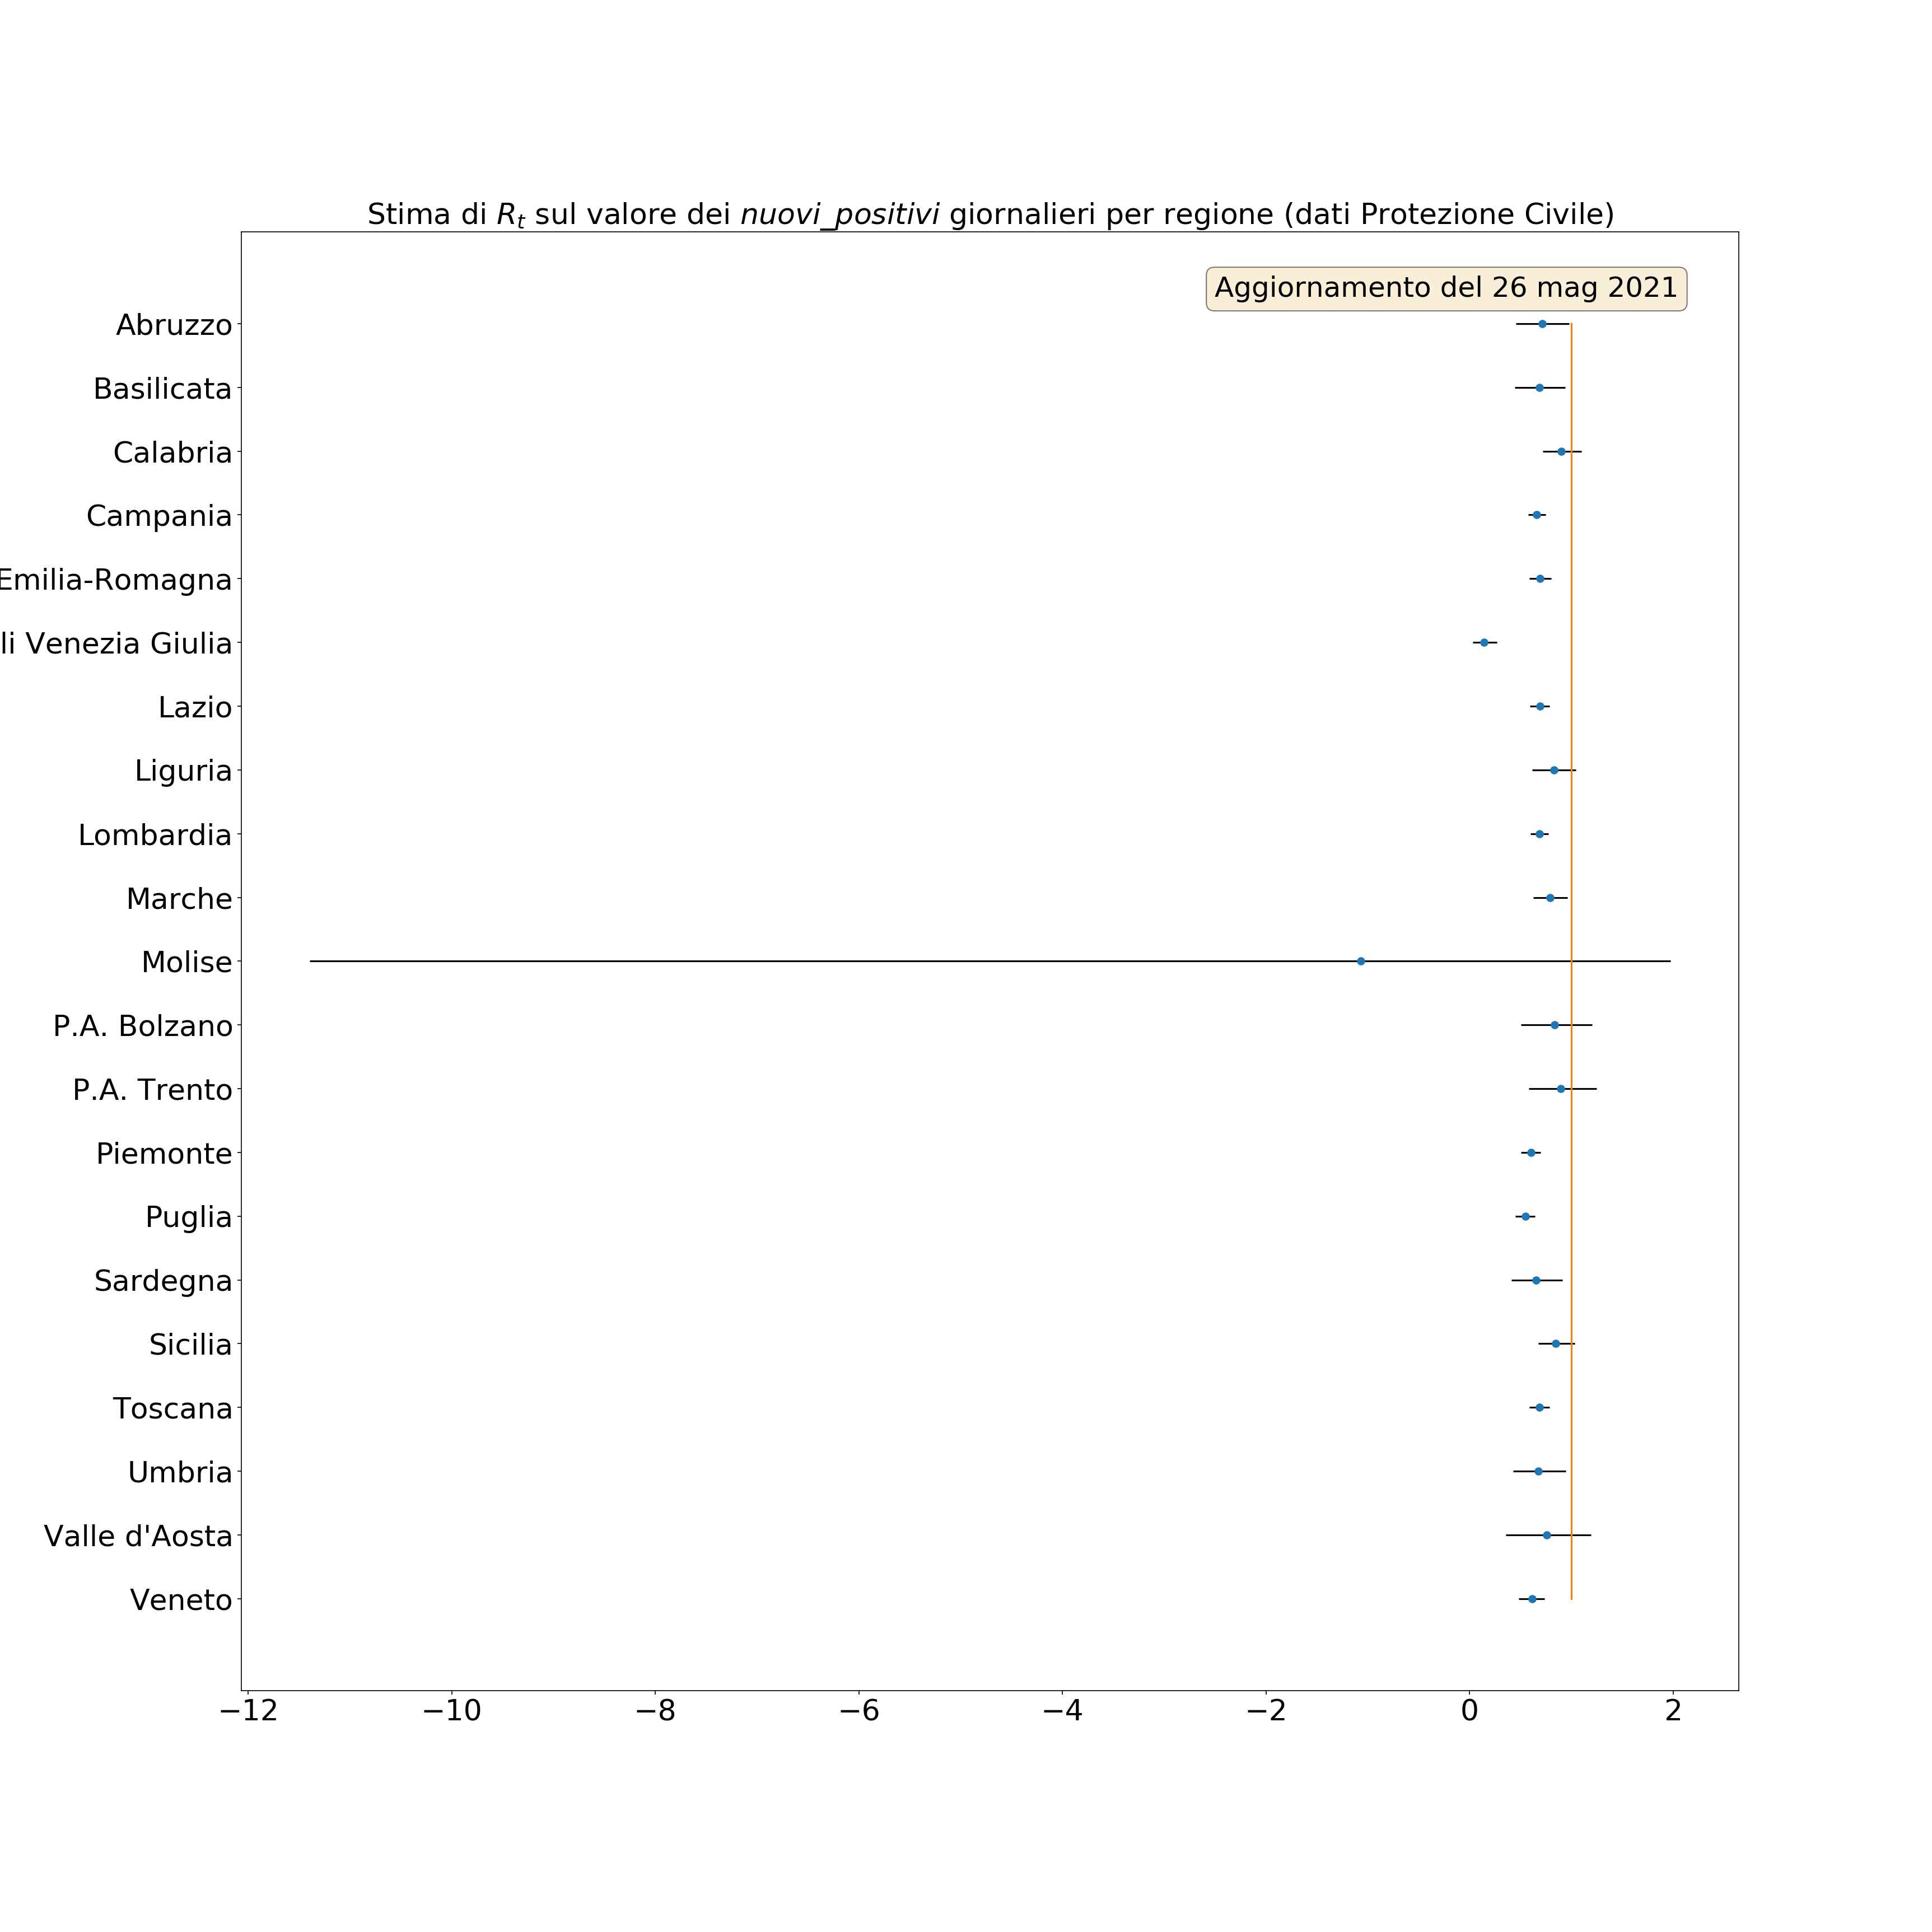 Stima di Rt sul valore dei nuovi_positivi giornalieri per regione (dati Protezione Civile)
Aggiornamento del 26 mag 2021
Abruzzo
Basilicata
Calabria
Campania
Emilia-Romagna
li Venezia Giulia
Lazio
Liguria
Lombardia
Marche
Molise
P.A. Bolzano
P.A. Trento
Piemonte
Puglia
Sardegna
Sicilia
Toscana
Umbria
Valle d'Aosta
Veneto
−12 −10 −8 −6 −4 −2 0 2